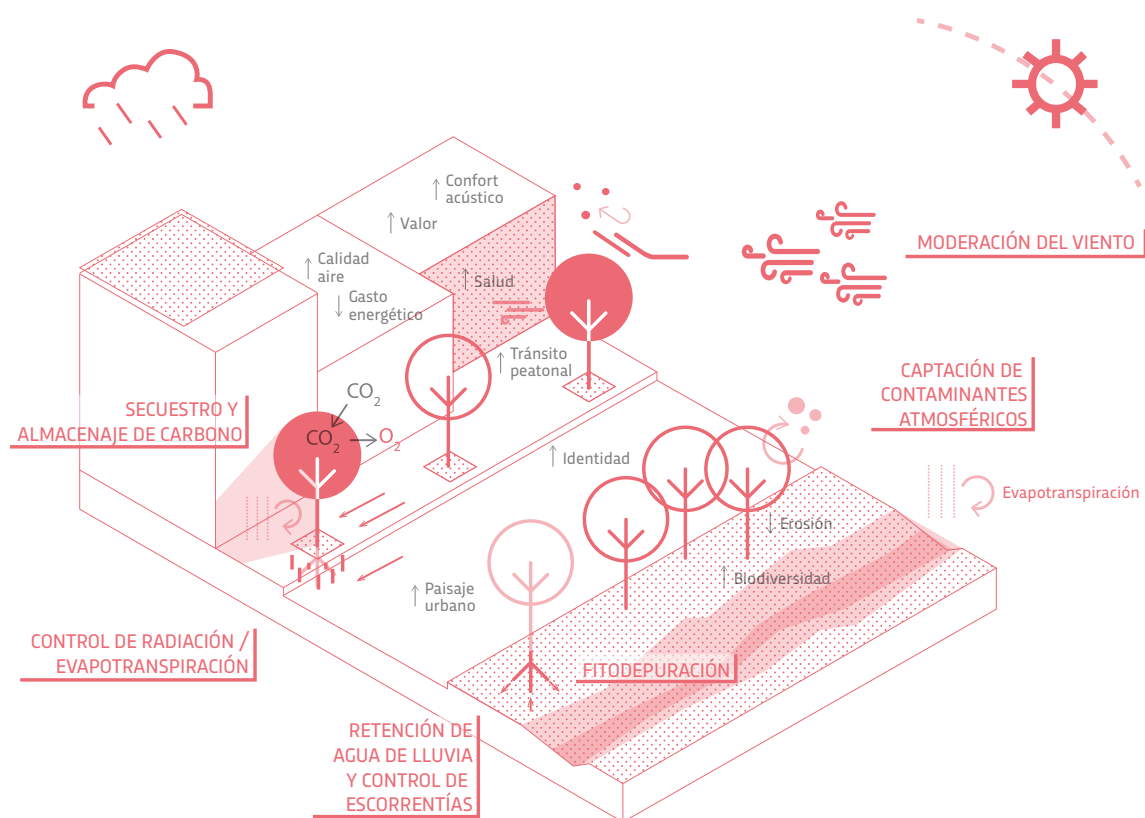 ↑ Confort
acústico
↑ Valor
MODERACIÓN DEL VIENTO
↑ Calidad
aire
↑ Salud
↓ Gasto
energético
↑ Tránsito
peatonal
CAPTACIÓN DE
CONTAMINANTES
ATMOSFÉRICOS
SECUESTRO Y
ALMACENAJE DE CARBONO
CO₂
CO₂ → O₂
↑ Identidad
Evapotranspiración
↓ Erosión
↑ Biodiversidad
↑ Paisaje
urbano
CONTROL DE RADIACIÓN /
EVAPOTRANSPIRACIÓN
FITODEPURACIÓN
RETENCIÓN DE
AGUA DE LLUVIA
Y CONTROL DE
ESCORRENTÍAS